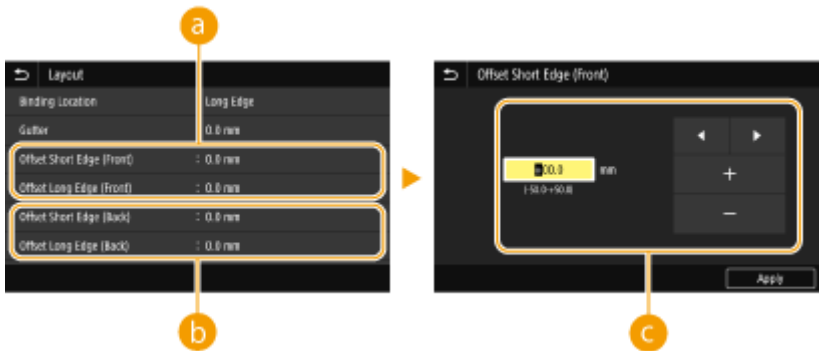 a
Layout
Binding Location Long Edge
Gutter 0.0 mm
Offset Short Edge (Front) : 0.0 mm
Offset Long Edge (Front) : 0.0 mm
Offset Short Edge (Back) : 0.0 mm
Offset Long Edge (Back) : 0.0 mm
b
Offset Short Edge (Front)
00.0 mm
(-50.0-+50.0)
+
−
Apply
c